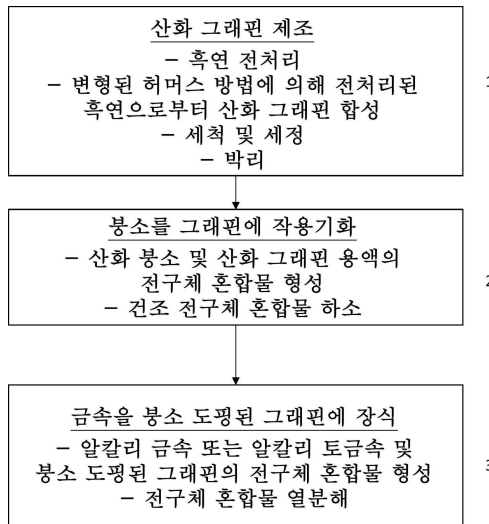 산화 그래핀 제조
– 흑연 전처리
– 변형된 허머스 방법에 의해 전처리된
흑연으로부터 산화 그래핀 합성
– 세척 및 세정
– 박리
붕소를 그래핀에 작용기화
– 산화 붕소 및 산화 그래핀 용액의
전구체 혼합물 형성
– 건조 전구체 혼합물 하소
금속을 붕소 도핑된 그래핀에 장식
– 알칼리 금속 또는 알칼리 토금속 및
붕소 도핑된 그래핀의 전구체 혼합물 형성
– 전구체 혼합물 열분해